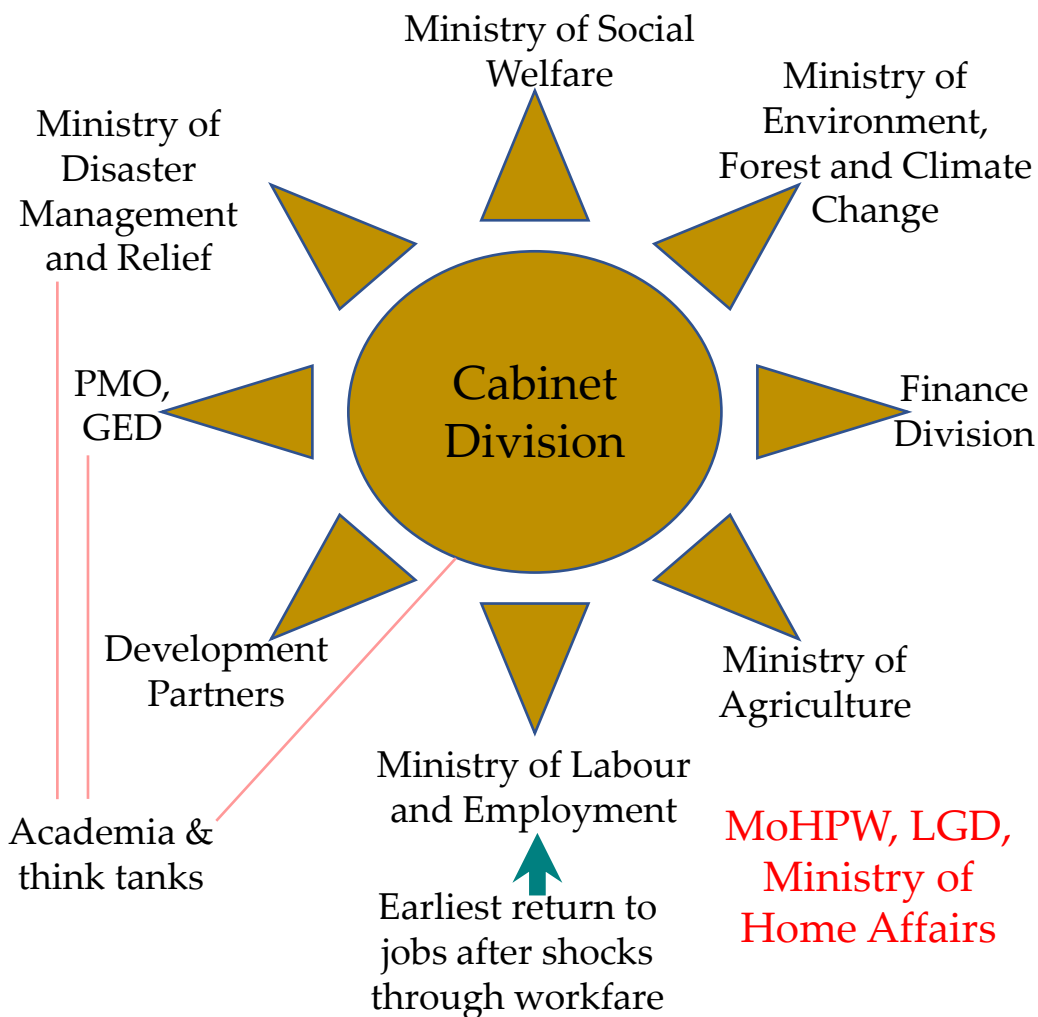 Ministry of Social
Welfare
Ministry of
Environment,
Forest and Climate
Change
Ministry of
Disaster
Management
and Relief
PMO,
GED
Cabinet
Division
Finance
Division
Development
Partners
Ministry of
Agriculture
Ministry of Labour
and Employment
Academia &
think tanks
MoHPW, LGD,
Ministry of
Home Affairs
Earliest return to
jobs after shocks
through workfare